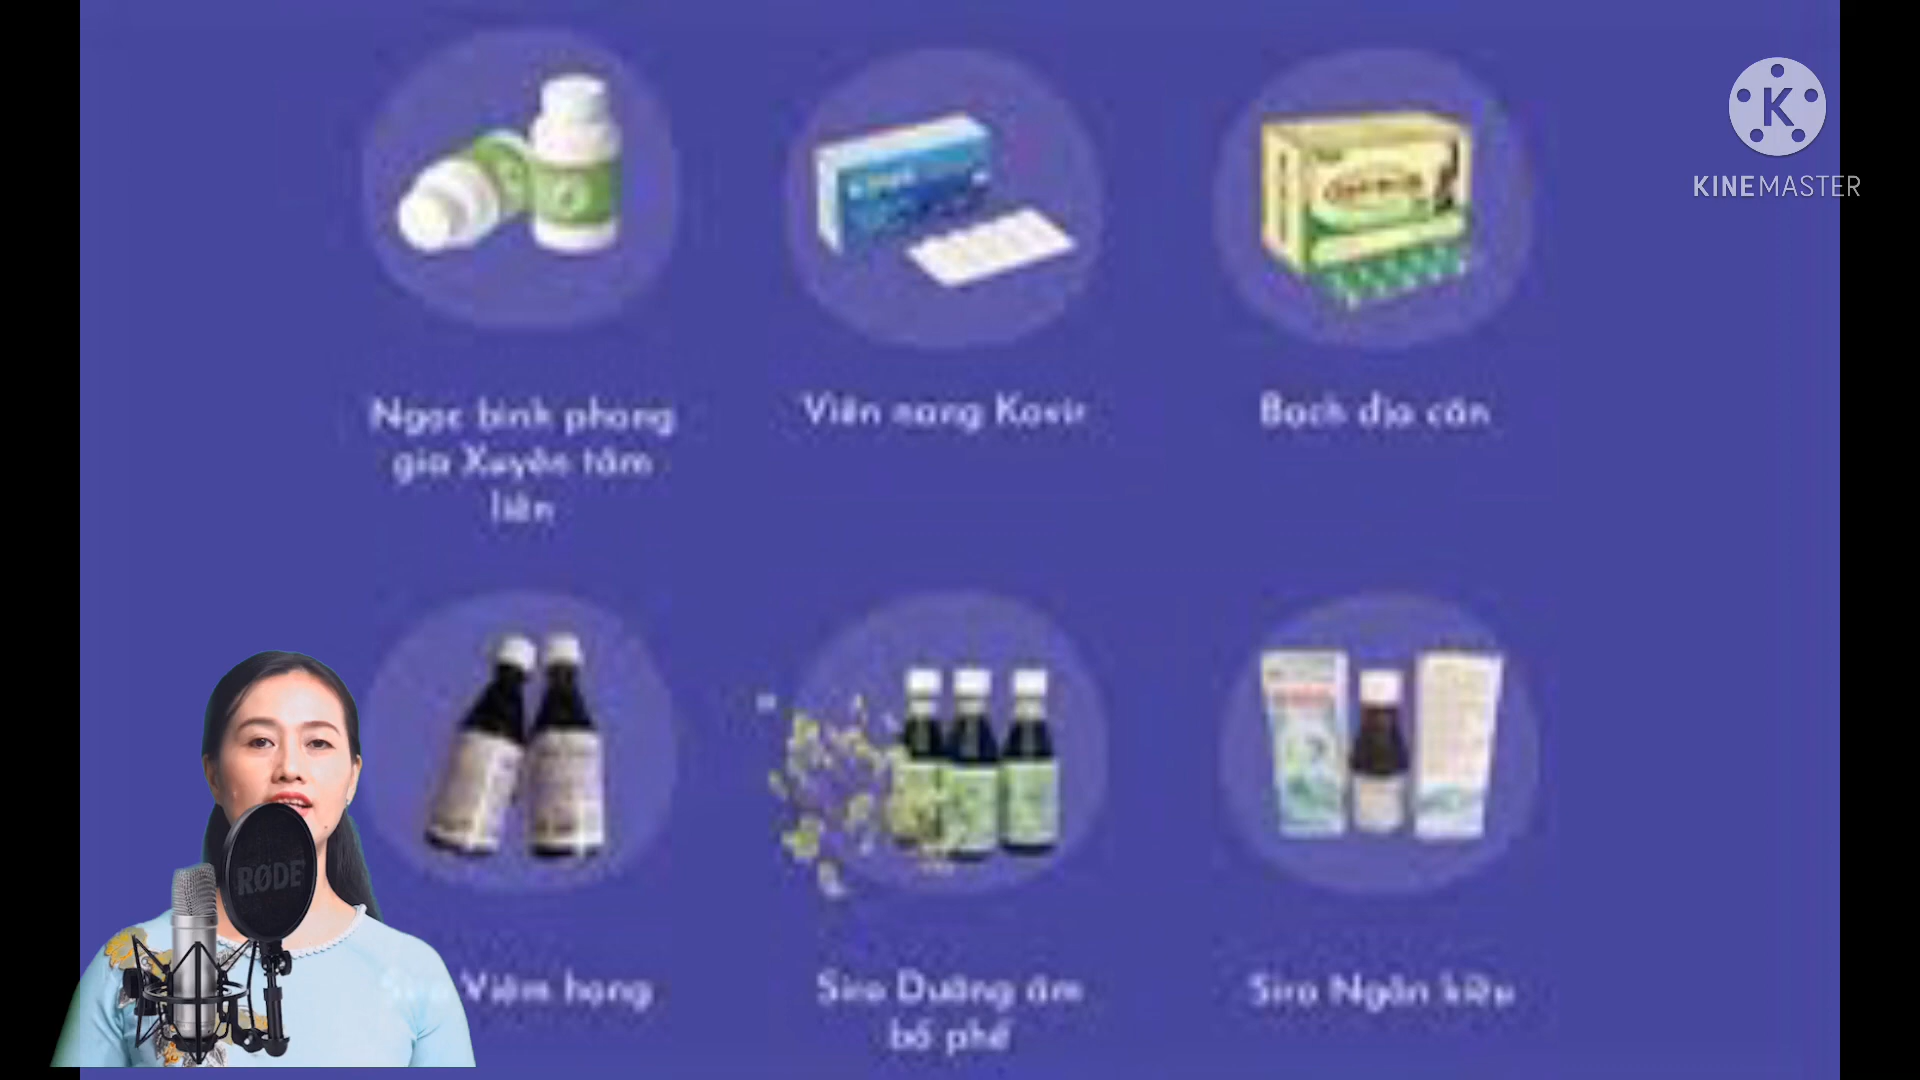 KINEMASTER
Ngọc bình phong
gia Xuyên tâm
liên
Viên nang Kovir
Bạch địa căn
Viêm họng
Siro Dưỡng âm
bổ phế
Siro Ngân kiều
RØDE